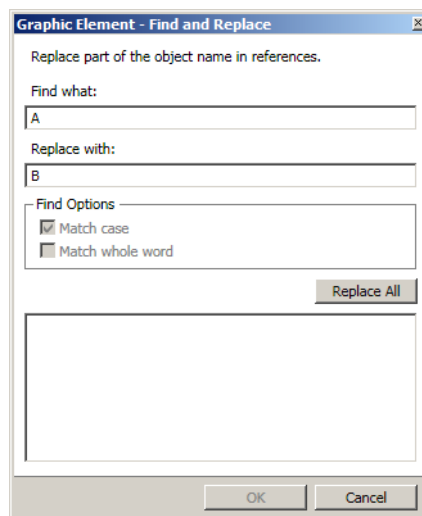 Graphic Element - Find and Replace
Replace part of the object name in references.
Find what:
A
Replace with:
B
Find Options
Match case
Match whole word
Replace All
OK
Cancel